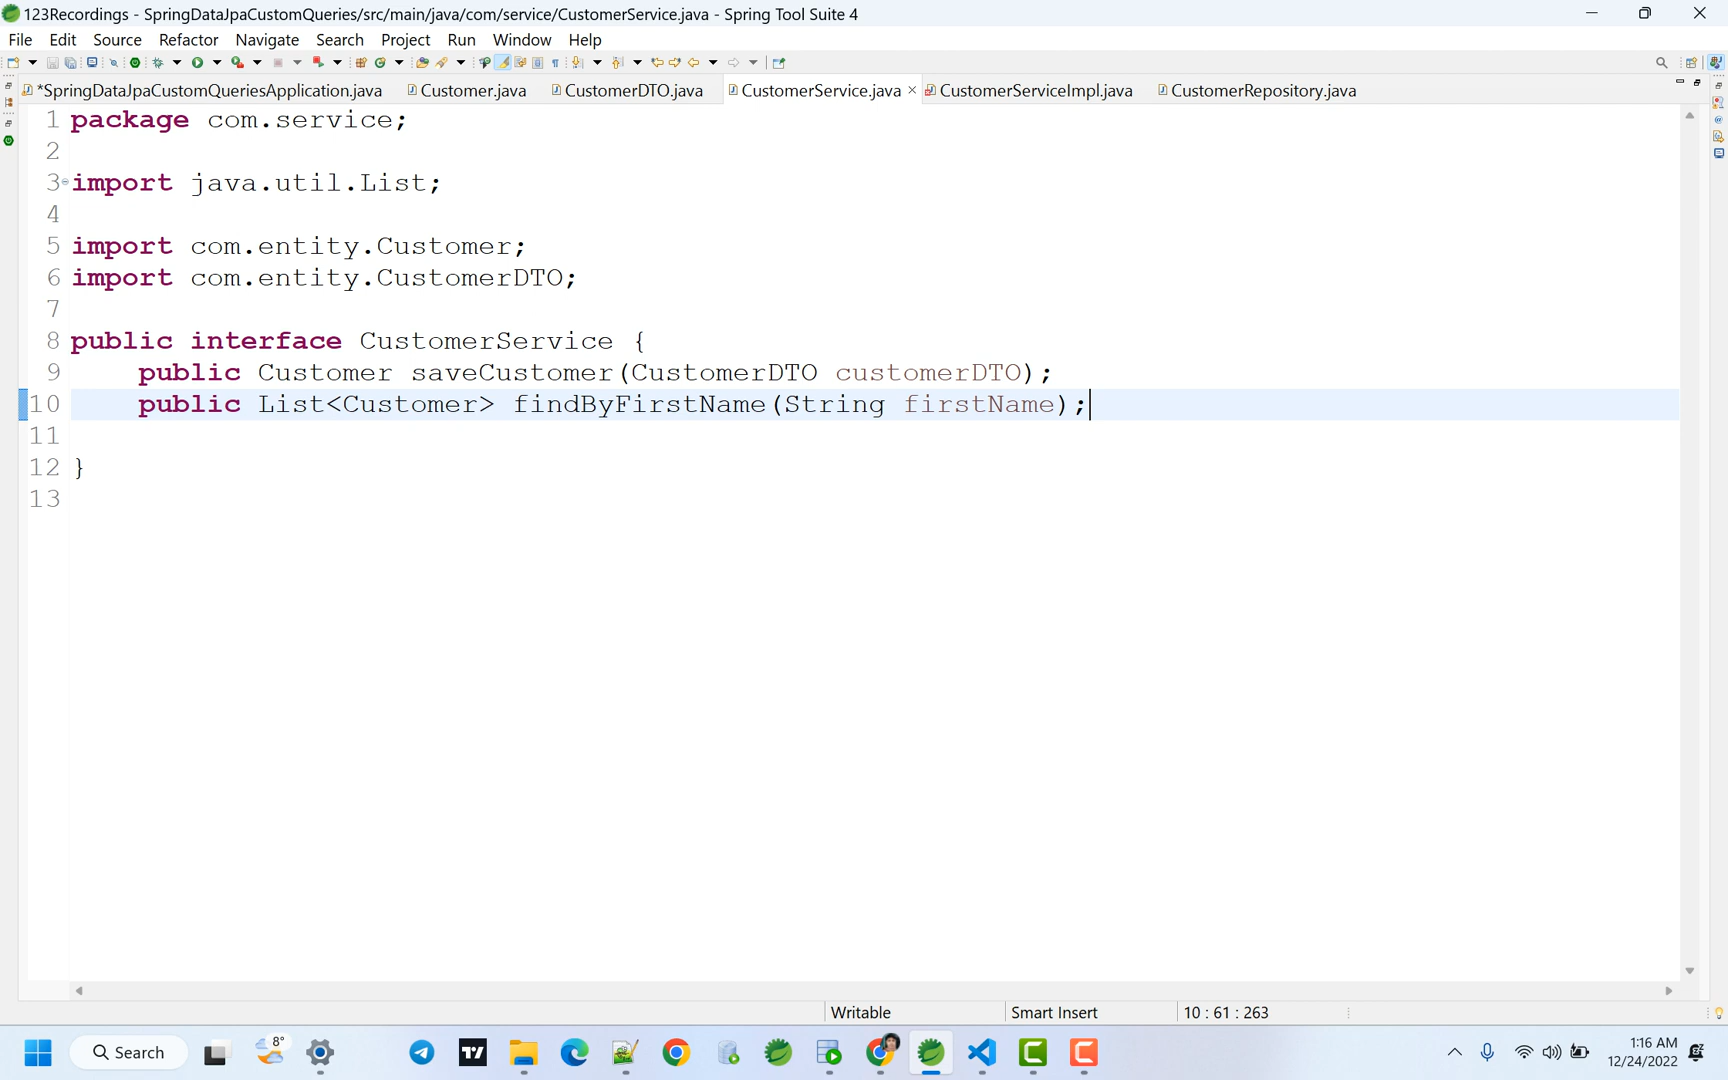 123Recordings - SpringDataJpaCustomQueries/src/main/java/com/service/CustomerService.java - Spring Tool Suite 4
File Edit Source Refactor Navigate Search Project Run Window Help
*SpringDataJpaCustomQueriesApplication.java Customer.java CustomerDTO.java CustomerService.java CustomerServiceImpl.java CustomerRepository.java
1 package com.service;
2
3 import java.util.List;
4
5 import com.entity.Customer;
6 import com.entity.CustomerDTO;
7
8 public interface CustomerService {
9 public Customer saveCustomer(CustomerDTO customerDTO);
10 public List<Customer> findByFirstName(String firstName);
11
12 }
13
Writable Smart Insert 10 : 61 : 263
8°
Search
1:16 AM
12/24/2022